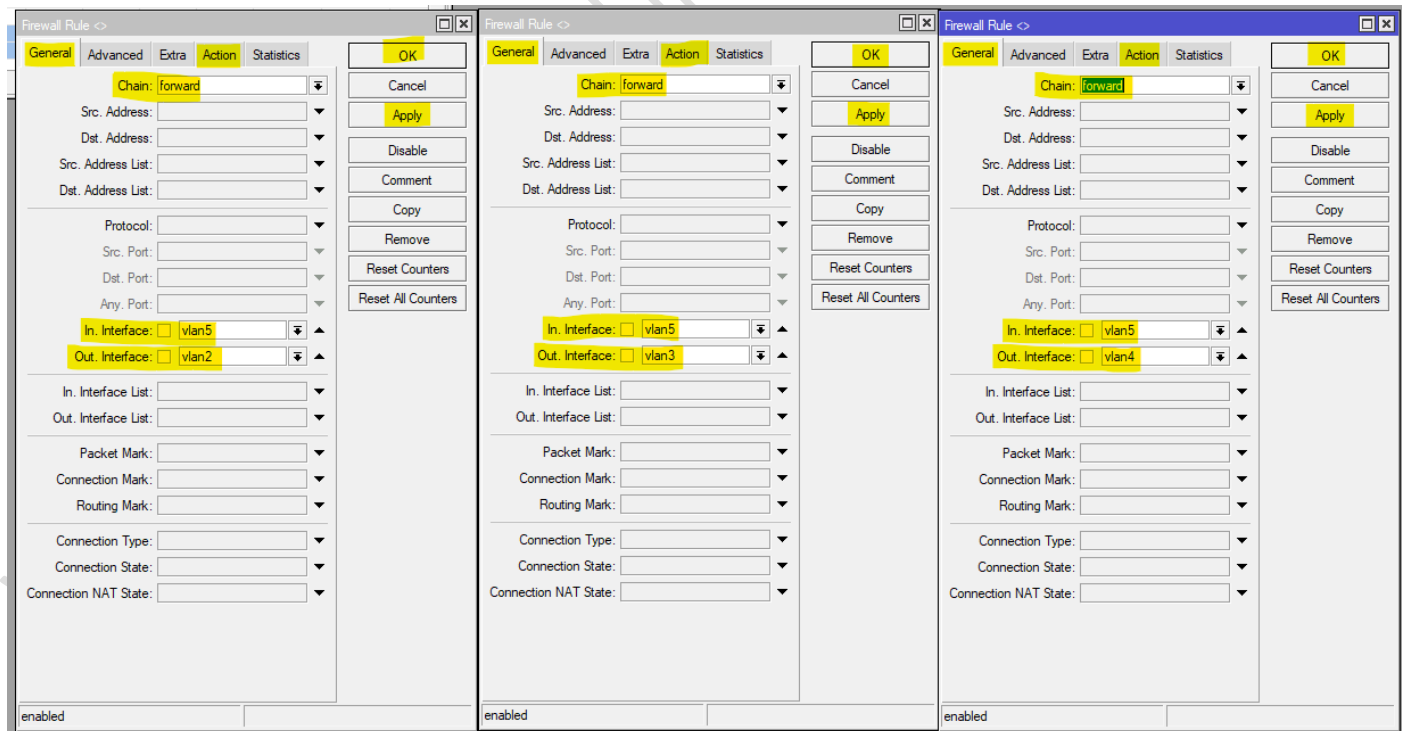 Firewall Rule <>
General Advanced Extra Action Statistics
OK
Chain: forward
Cancel
Src. Address:
Apply
Dst. Address:
Disable
Src. Address List:
Comment
Dst. Address List:
Copy
Protocol:
Remove
Src. Port:
Reset Counters
Dst. Port:
Reset All Counters
Any. Port:
In. Interface: vlan5
Out. Interface: vlan2
In. Interface List:
Out. Interface List:
Packet Mark:
Connection Mark:
Routing Mark:
Connection Type:
Connection State:
Connection NAT State:
enabled
Firewall Rule <>
General Advanced Extra Action Statistics
OK
Chain: forward
Cancel
Src. Address:
Apply
Dst. Address:
Disable
Src. Address List:
Comment
Dst. Address List:
Copy
Protocol:
Remove
Src. Port:
Reset Counters
Dst. Port:
Reset All Counters
Any. Port:
In. Interface: vlan5
Out. Interface: vlan3
In. Interface List:
Out. Interface List:
Packet Mark:
Connection Mark:
Routing Mark:
Connection Type:
Connection State:
Connection NAT State:
enabled
Firewall Rule <>
General Advanced Extra Action Statistics
OK
Chain: forward
Cancel
Src. Address:
Apply
Dst. Address:
Disable
Src. Address List:
Comment
Dst. Address List:
Copy
Protocol:
Remove
Src. Port:
Reset Counters
Dst. Port:
Reset All Counters
Any. Port:
In. Interface: vlan5
Out. Interface: vlan4
In. Interface List:
Out. Interface List:
Packet Mark:
Connection Mark:
Routing Mark:
Connection Type:
Connection State:
Connection NAT State:
enabled